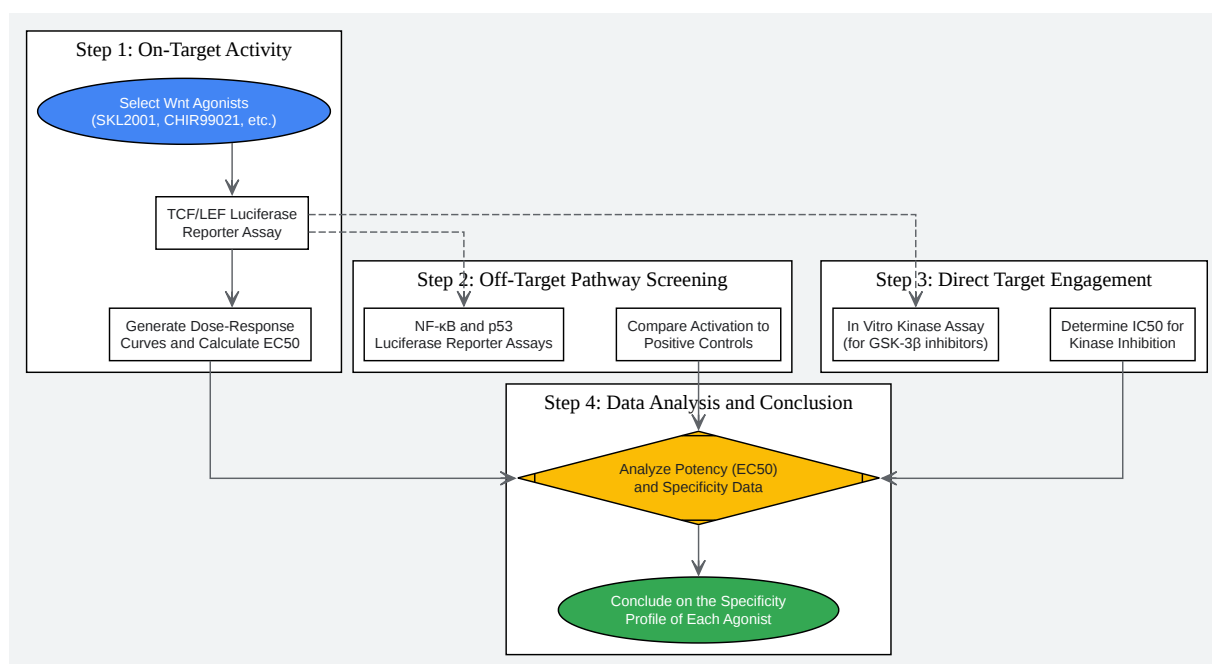 Step 1: On-Target Activity
Select Wnt Agonists
(SKL2001, CHIR99021, etc.)
TCF/LEF Luciferase
Reporter Assay
Generate Dose-Response
Curves and Calculate EC50
Step 2: Off-Target Pathway Screening
NF-κB and p53
Luciferase Reporter Assays
Compare Activation to
Positive Controls
Step 3: Direct Target Engagement
In Vitro Kinase Assay
(for GSK-3β inhibitors)
Determine IC50 for
Kinase Inhibition
Step 4: Data Analysis and Conclusion
Analyze Potency (EC50)
and Specificity Data
Conclude on the Specificity
Profile of Each Agonist